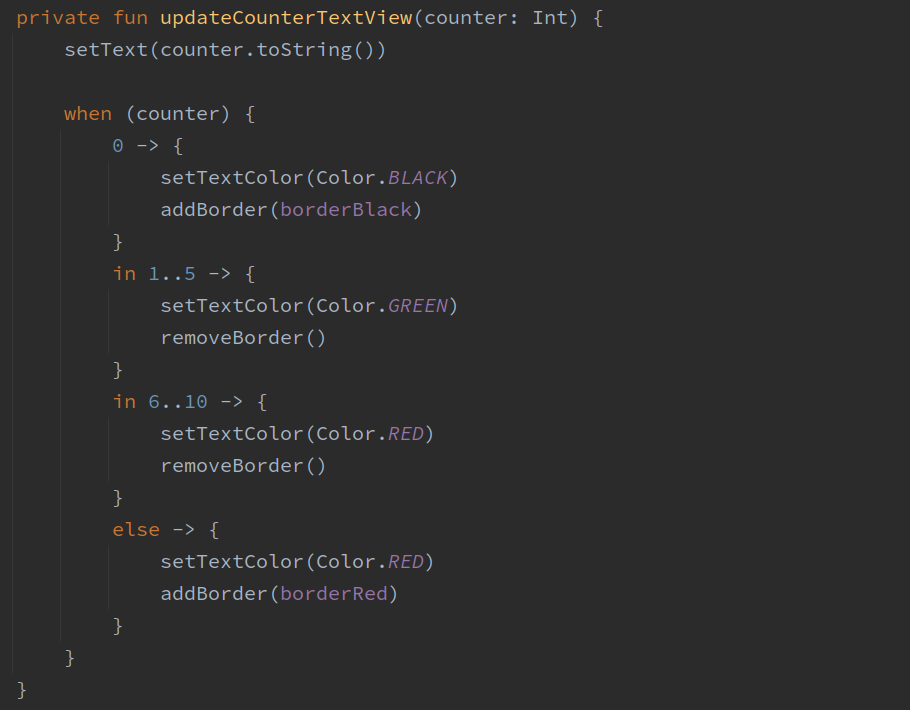 private fun updateCounterTextView(counter: Int) {
    setText(counter.toString())

    when (counter) {
        0 -> {
            setTextColor(Color.BLACK)
            addBorder(borderBlack)
        }
        in 1..5 -> {
            setTextColor(Color.GREEN)
            removeBorder()
        }
        in 6..10 -> {
            setTextColor(Color.RED)
            removeBorder()
        }
        else -> {
            setTextColor(Color.RED)
            addBorder(borderRed)
        }
    }
}